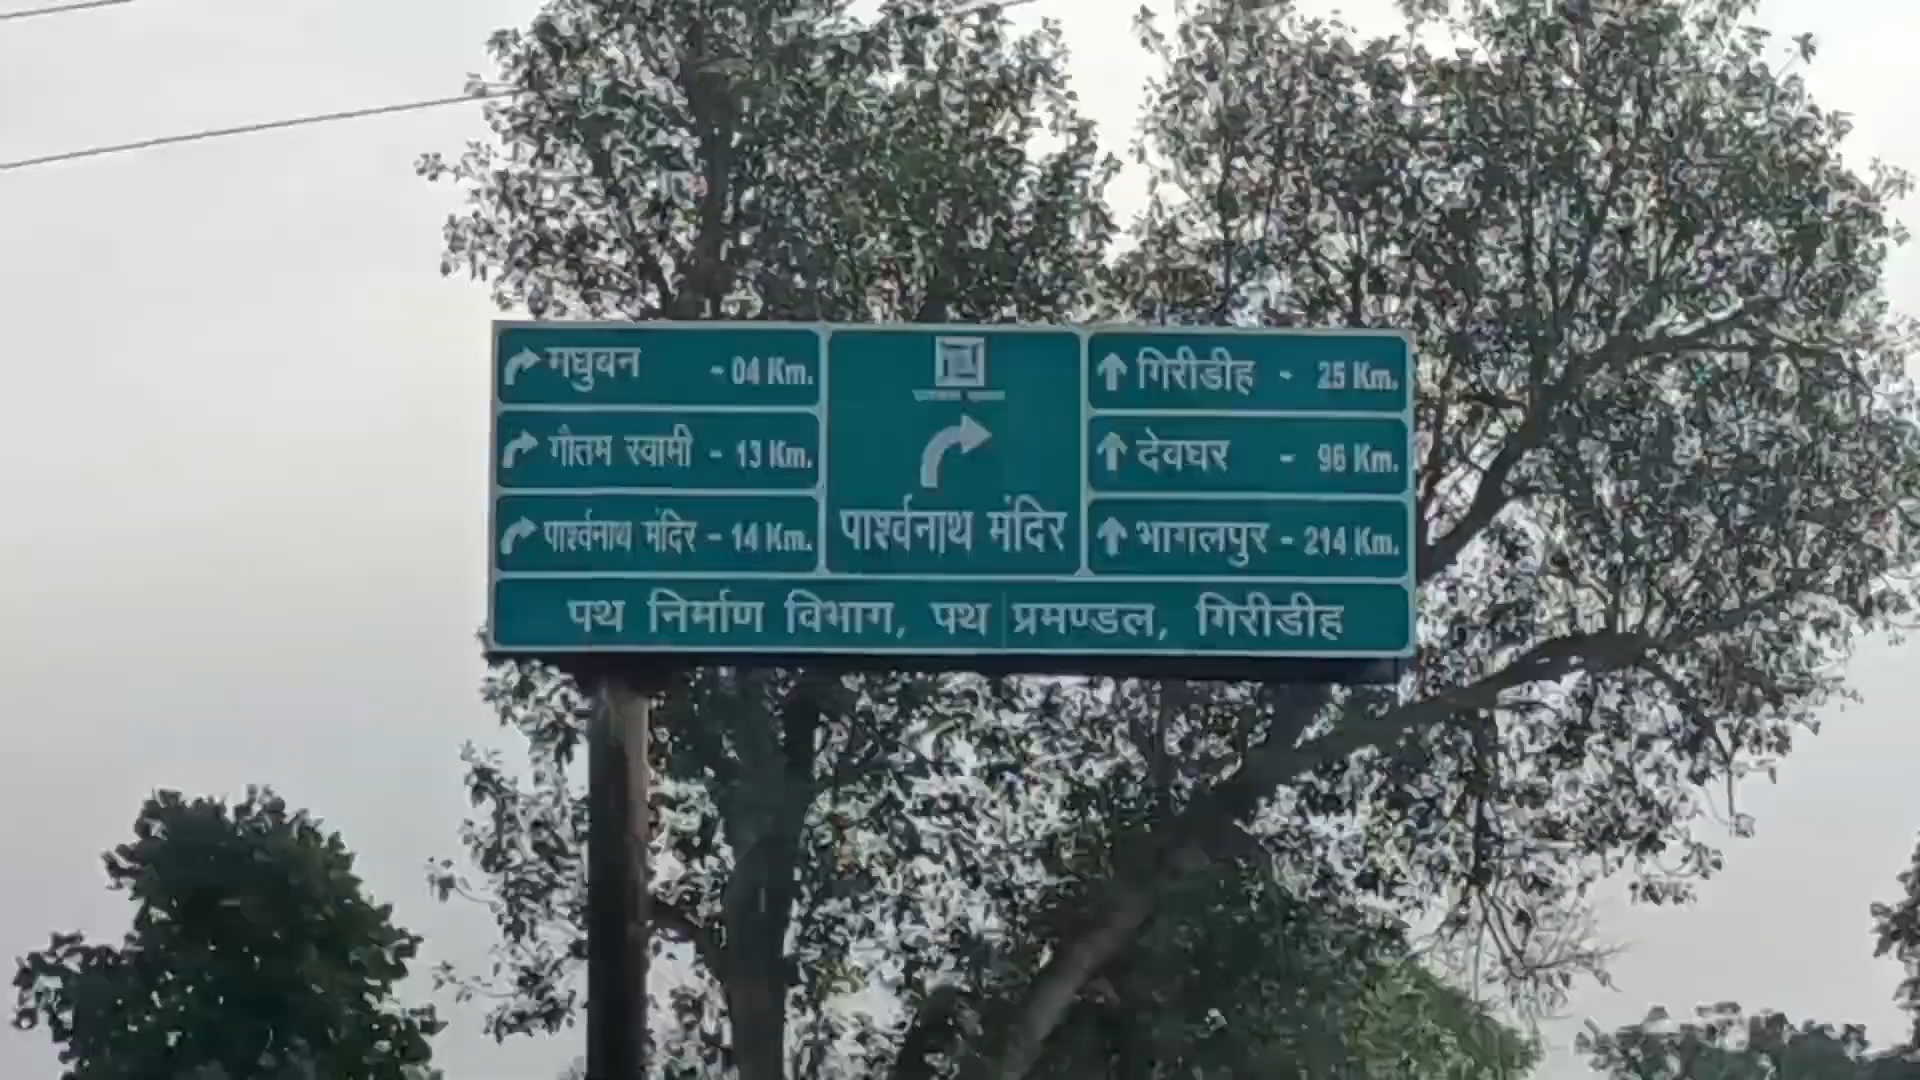 मधुवन - 04 Km.
गौतम स्वामी - 13 Km.
पार्श्वनाथ मंदिर - 14 Km.
पार्श्वनाथ मंदिर
गिरीडीह - 25 Km.
देवघर - 96 Km.
भागलपुर - 214 Km.
पथ निर्माण विभाग, पथ प्रमण्डल, गिरीडीह